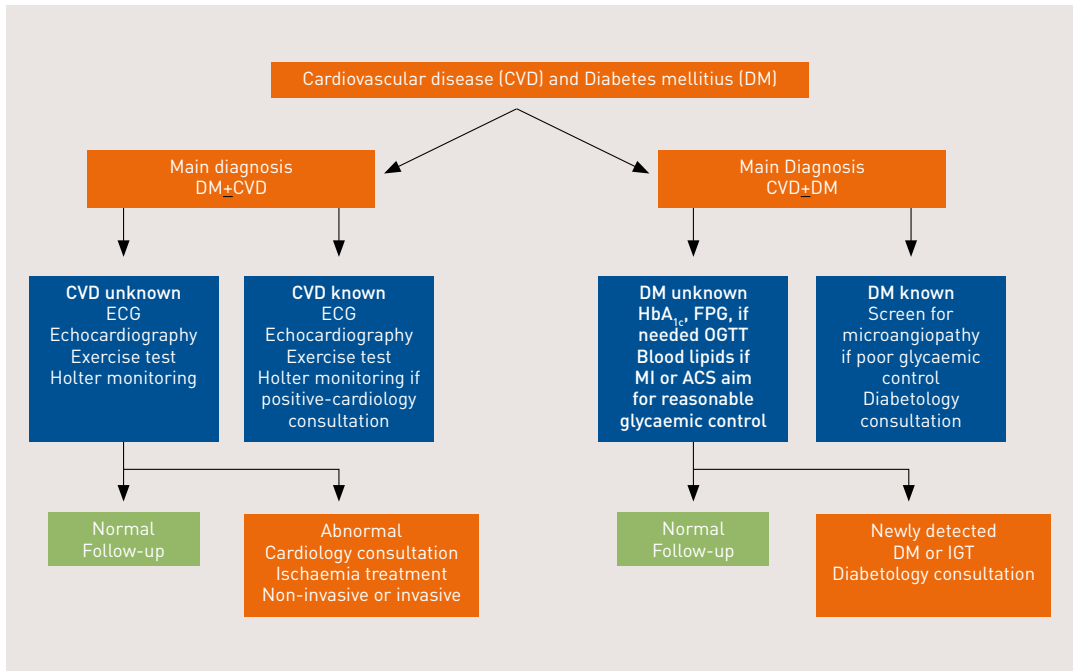 Cardiovascular disease (CVD) and Diabetes mellitius (DM)
Main diagnosis
DM±CVD
Main Diagnosis
CVD±DM
CVD unknown
ECG
Echocardiography
Exercise test
Holter monitoring
CVD known
ECG
Echocardiography
Exercise test
Holter monitoring if
positive-cardiology
consultation
DM unknown
HbA1c, FPG, if
needed OGTT
Blood lipids if
MI or ACS aim
for reasonable
glycaemic control
DM known
Screen for
microangiopathy
if poor glycaemic
control
Diabetology
consultation
Normal
Follow-up
Abnormal
Cardiology consultation
Ischaemia treatment
Non-invasive or invasive
Normal
Follow-up
Newly detected
DM or IGT
Diabetology consultation